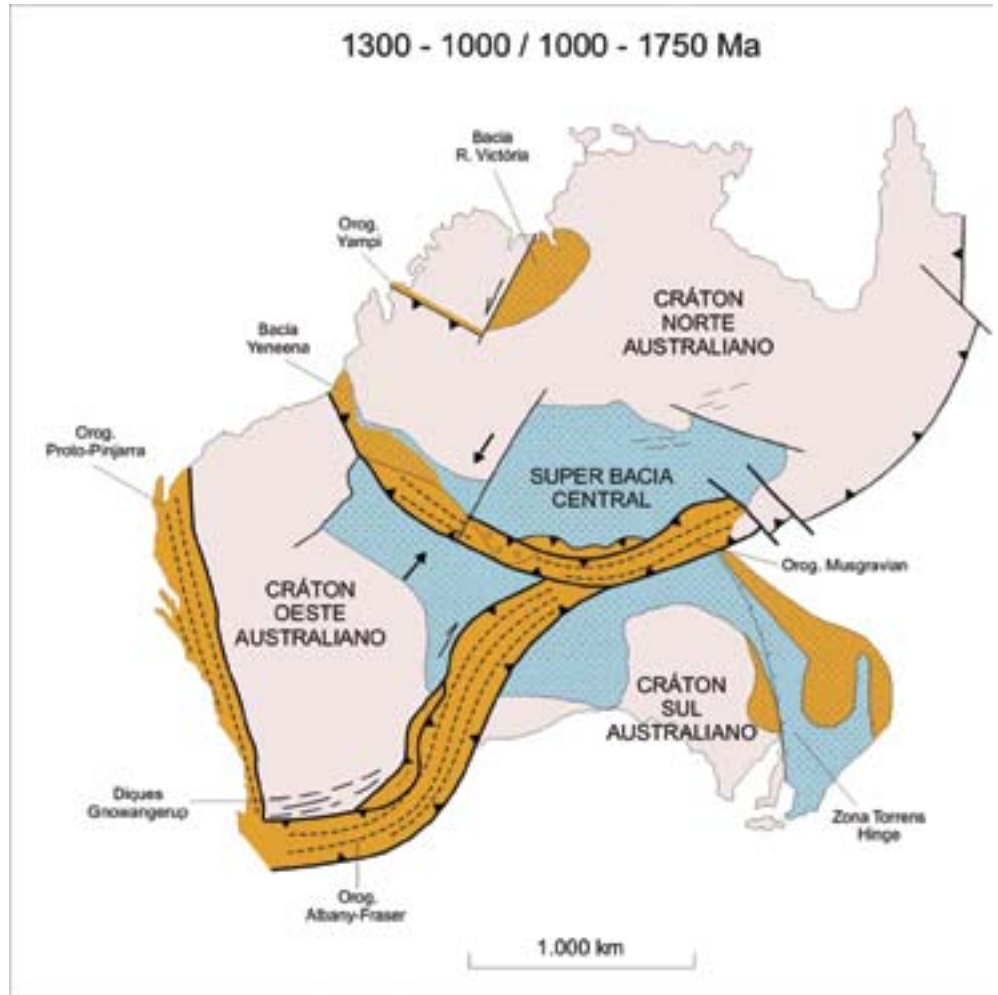 1300 - 1000 / 1000 - 1750 Ma
Bacia
R. Victória
Orog.
Yampi
CRÁTON
NORTE
AUSTRALIANO
Bacia
Yeneena
Orog.
Proto-Pinjarra
SUPER BACIA
CENTRAL
Orog. Musgravian
CRÁTON
OESTE
AUSTRALIANO
CRÁTON
SUL
AUSTRALIANO
Diques
Gnowangerup
Zona Torrens
Hinge
Orog.
Albany-Fraser
1.000 km